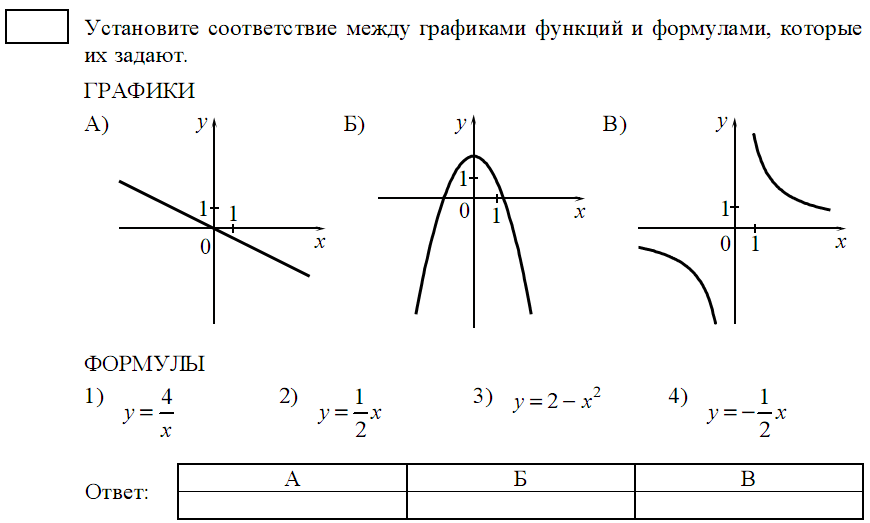 Установите соответствие между графиками функций и формулами, которые
их задают.
ГРАФИКИ
А) Б) В)
y 1 1 0 x
y 1 0 1 x
y 1 0 1 x
ФОРМУЛЫ
1) y = 4/x 2) y = 1/2 x 3) y = 2 − x² 4) y = −1/2 x
Ответ:
А Б В